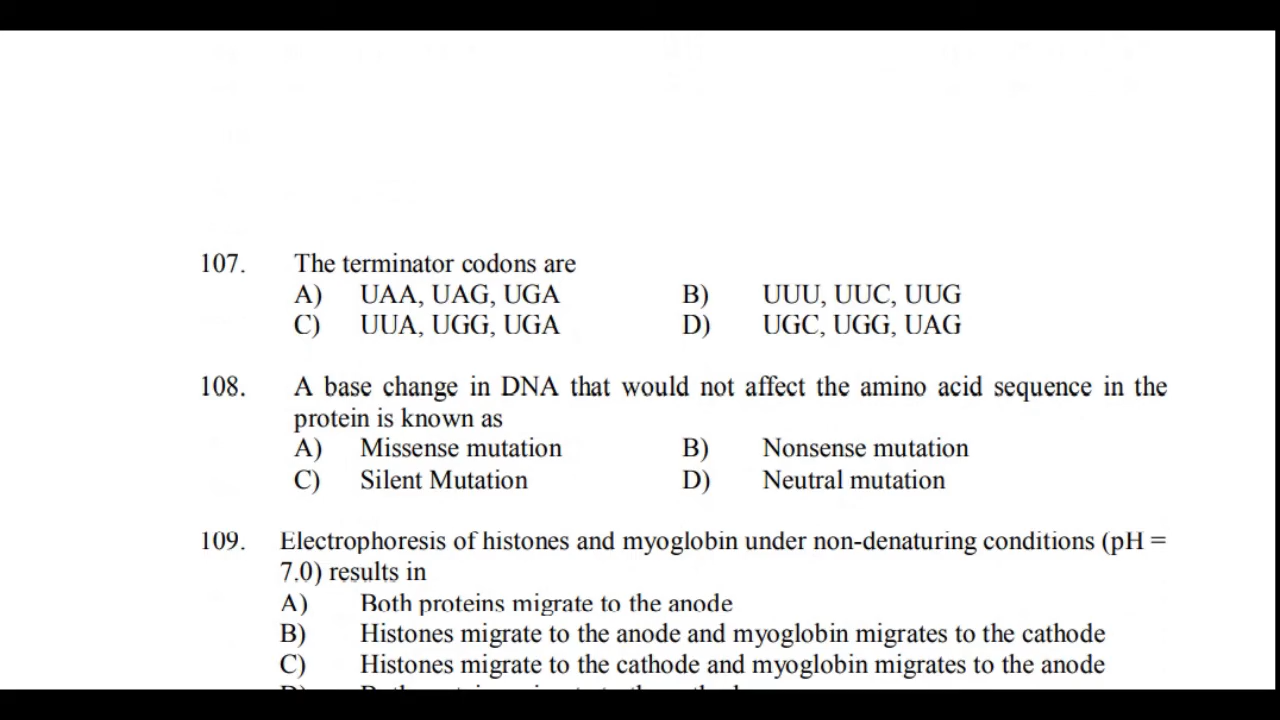 107. The terminator codons are
A) UAA, UAG, UGA B) UUU, UUC, UUG
C) UUA, UGG, UGA D) UGC, UGG, UAG
108. A base change in DNA that would not affect the amino acid sequence in the
protein is known as
A) Missense mutation B) Nonsense mutation
C) Silent Mutation D) Neutral mutation
109. Electrophoresis of histones and myoglobin under non-denaturing conditions (pH =
7.0) results in
A) Both proteins migrate to the anode
B) Histones migrate to the anode and myoglobin migrates to the cathode
C) Histones migrate to the cathode and myoglobin migrates to the anode